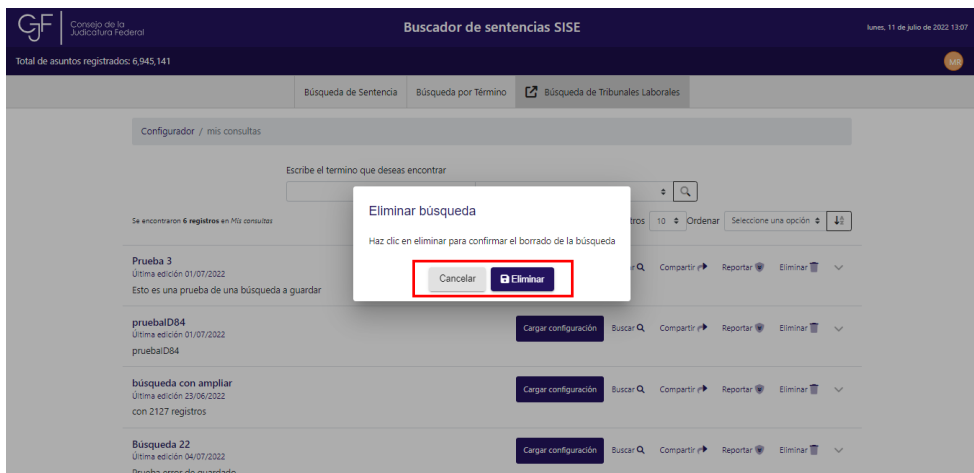 CJF
Consejo de la
Judicatura Federal
Buscador de sentencias SISE
lunes, 11 de julio de 2022 13:07
Total de asuntos registrados: 6,945,141
MR
Búsqueda de Sentencia Búsqueda por Término Búsqueda de Tribunales Laborales
Configurador / mis consultas
Escribe el termino que deseas encontrar
Se encontraron 6 registros en Mis consultas
10 Ordenar Seleccione una opción
Eliminar búsqueda
Haz clic en eliminar para confirmar el borrado de la búsqueda
Cancelar Eliminar
Prueba 3
Última edición 01/07/2022
Esto es una prueba de una búsqueda a guardar
Compartir Reportar Eliminar
pruebaID84
Última edición 01/07/2022
pruebaID84
Cargar configuración Buscar Compartir Reportar Eliminar
búsqueda con ampliar
Última edición 23/06/2022
con 2127 registros
Cargar configuración Buscar Compartir Reportar Eliminar
Búsqueda 22
Última edición 04/07/2022
Prueba error de guardado
Cargar configuración Buscar Compartir Reportar Eliminar